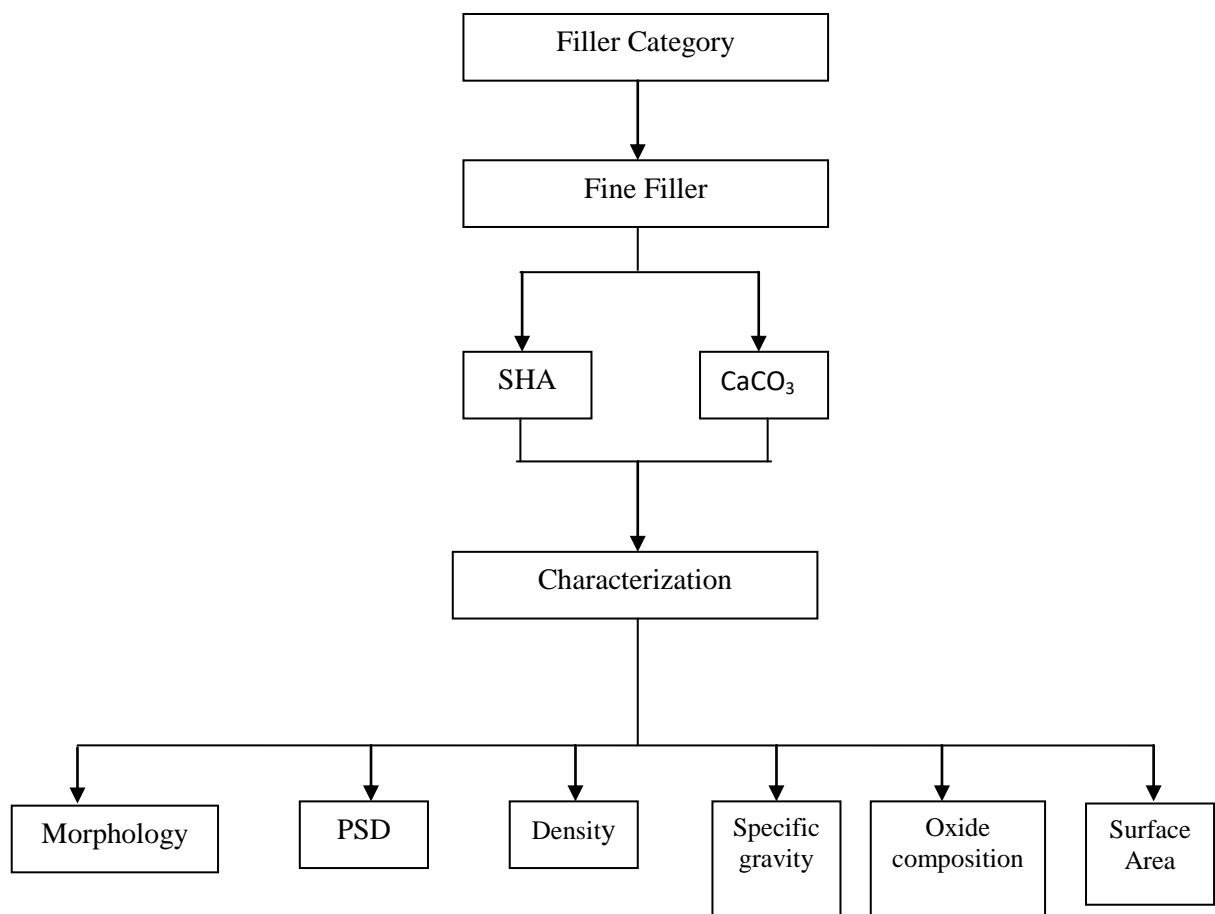 Filler Category
Fine Filler
SHA
CaCO₃
Characterization
Morphology
PSD
Density
Specific
gravity
Oxide
composition
Surface
Area